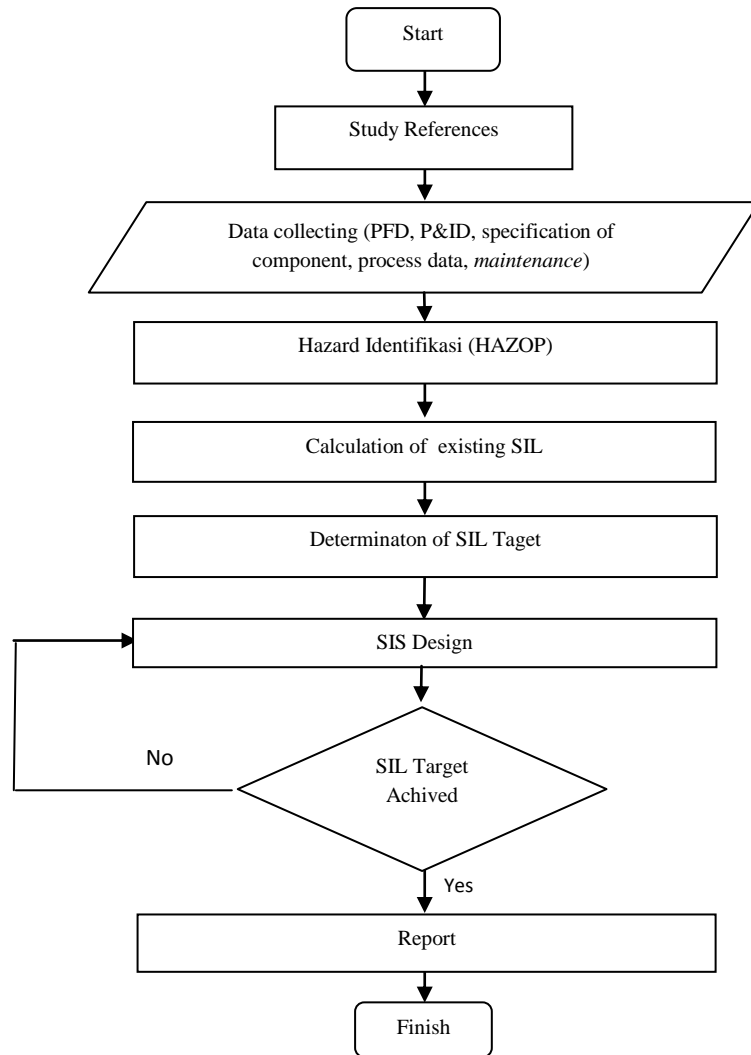 Start
Study References
Data collecting (PFD, P&ID, specification of
component, process data, maintenance)
Hazard Identifikasi (HAZOP)
Calculation of  existing SIL
Determinaton of SIL Taget
SIS Design
No
SIL Target
Achived
Yes
Report
Finish